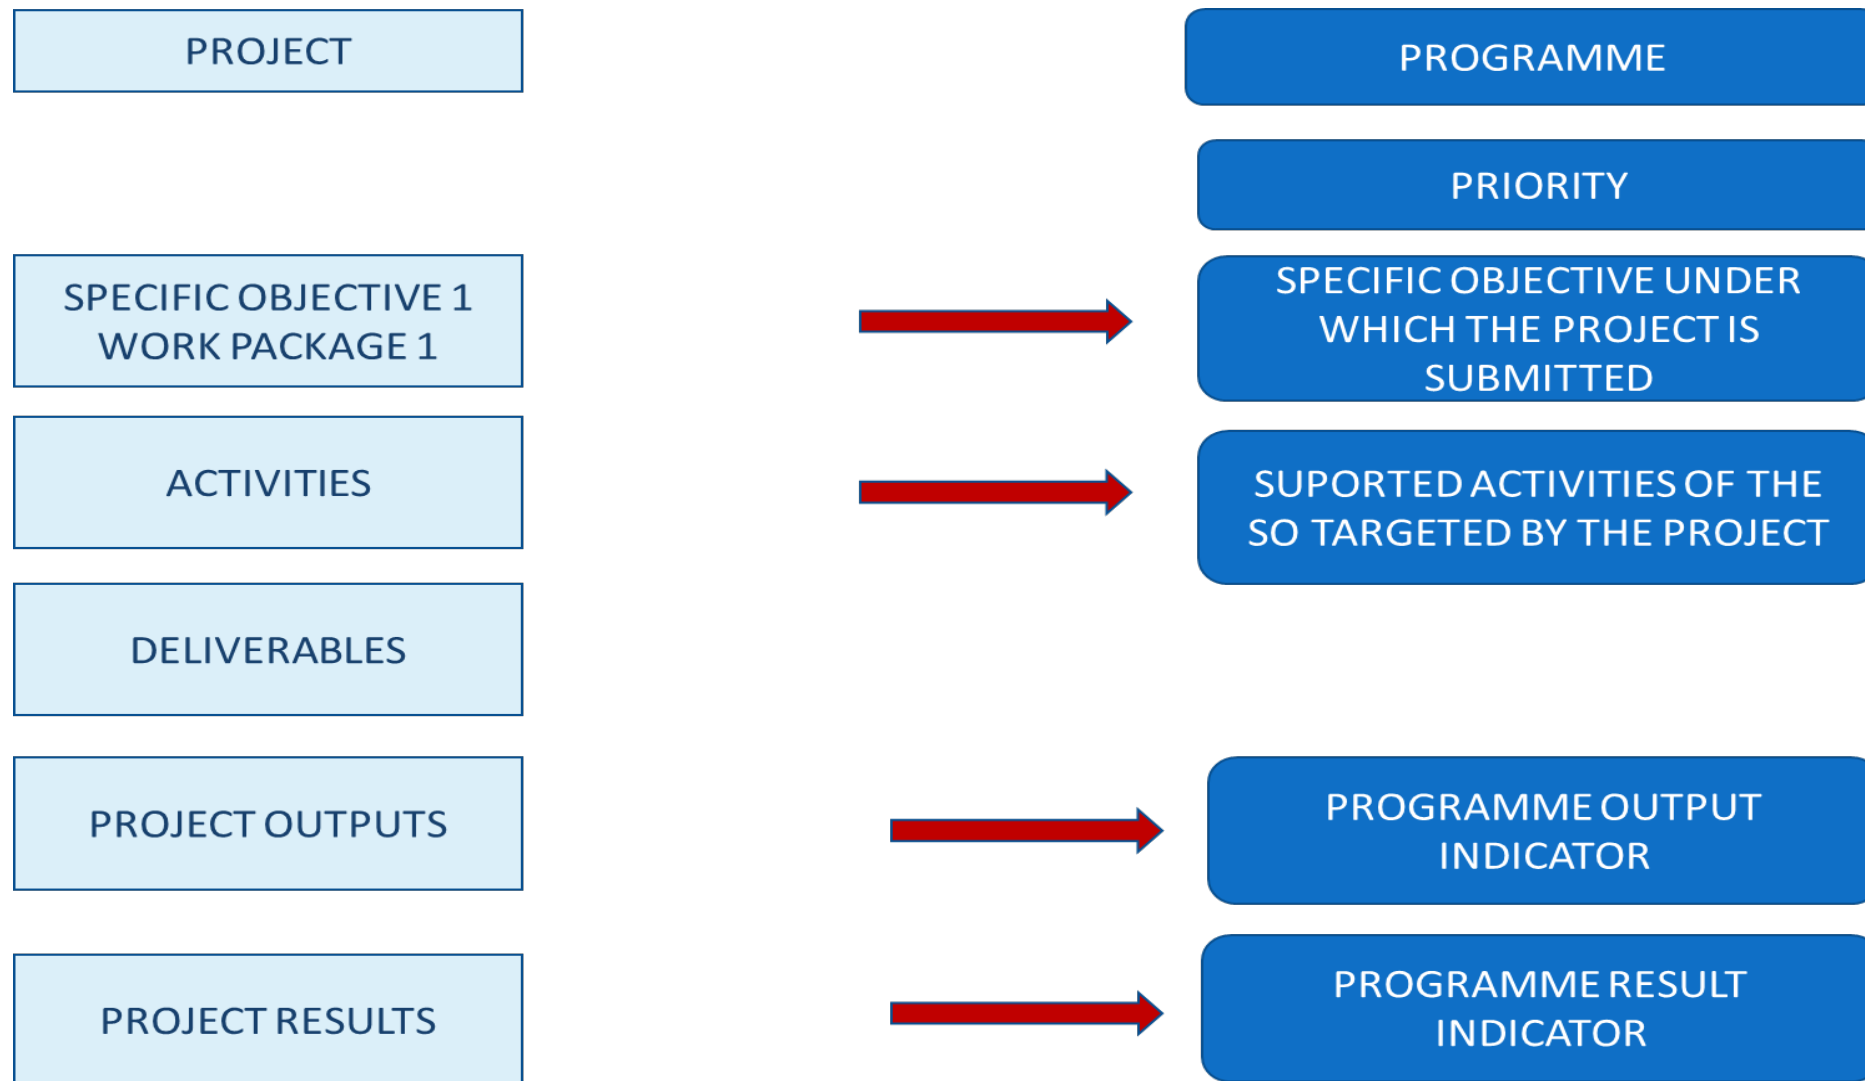 PROJECT
PROGRAMME
PRIORITY
SPECIFIC OBJECTIVE 1
WORK PACKAGE 1
SPECIFIC OBJECTIVE UNDER
WHICH THE PROJECT IS
SUBMITTED
ACTIVITIES
SUPORTED ACTIVITIES OF THE
SO TARGETED BY THE PROJECT
DELIVERABLES
PROJECT OUTPUTS
PROGRAMME OUTPUT
INDICATOR
PROJECT RESULTS
PROGRAMME RESULT
INDICATOR